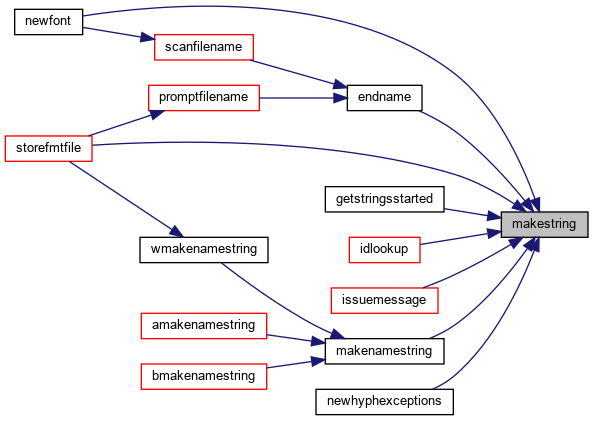 newfont
scanfilename
promptfilename
endname
storefmtfile
getstringsstarted
makestring
wmakenamestring
idlookup
issuemessage
amakenamestring
makenamestring
bmakenamestring
newhyphexceptions